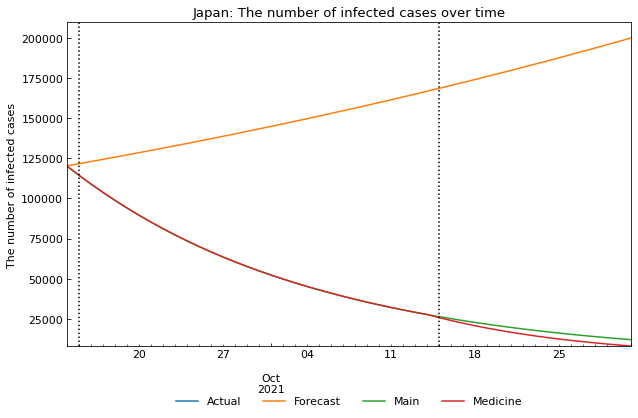 Japan: The number of infected cases over time
The number of infected cases
200000
175000
150000
125000
100000
75000
50000
25000
20 27 04 11 18 25
Oct
2021
Actual Forecast Main Medicine